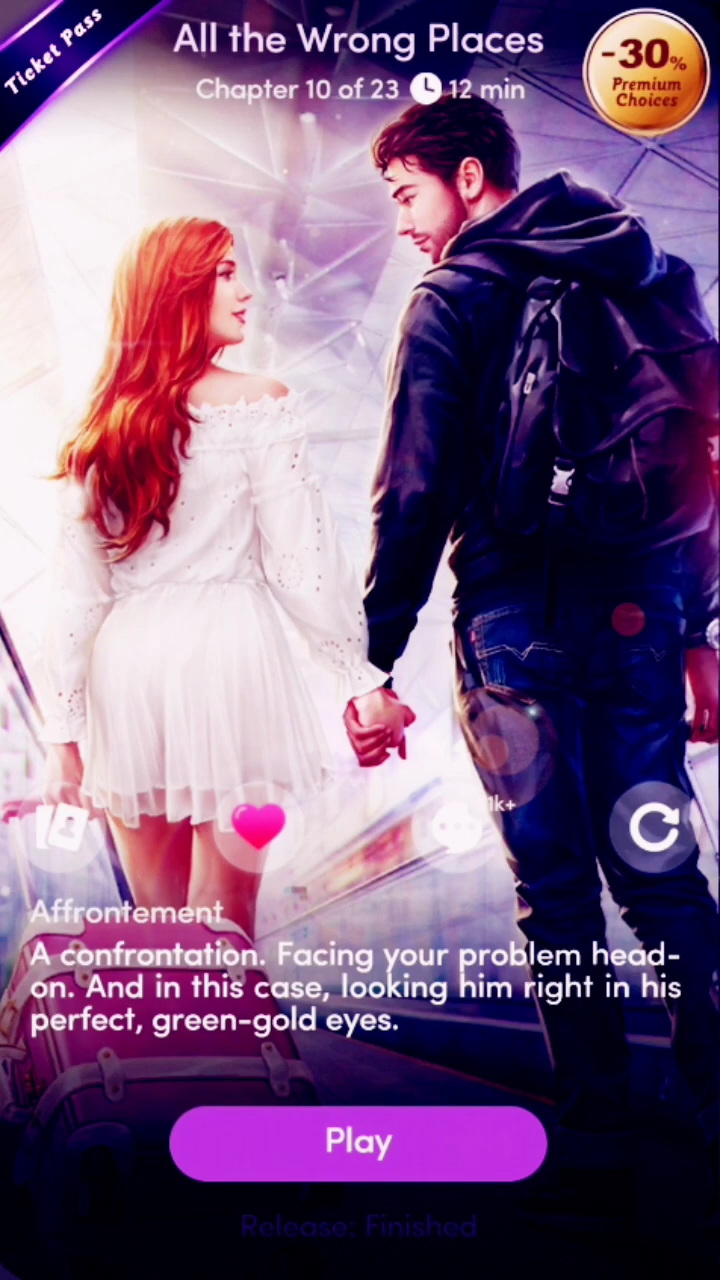 Ticket Pass
All the Wrong Places
Chapter 10 of 23 12 min
-30%
Premium
Choices
1k+
Affrontement
A confrontation. Facing your problem head-
on. And in this case, looking him right in his
perfect, green-gold eyes.
Play
Release: Finished